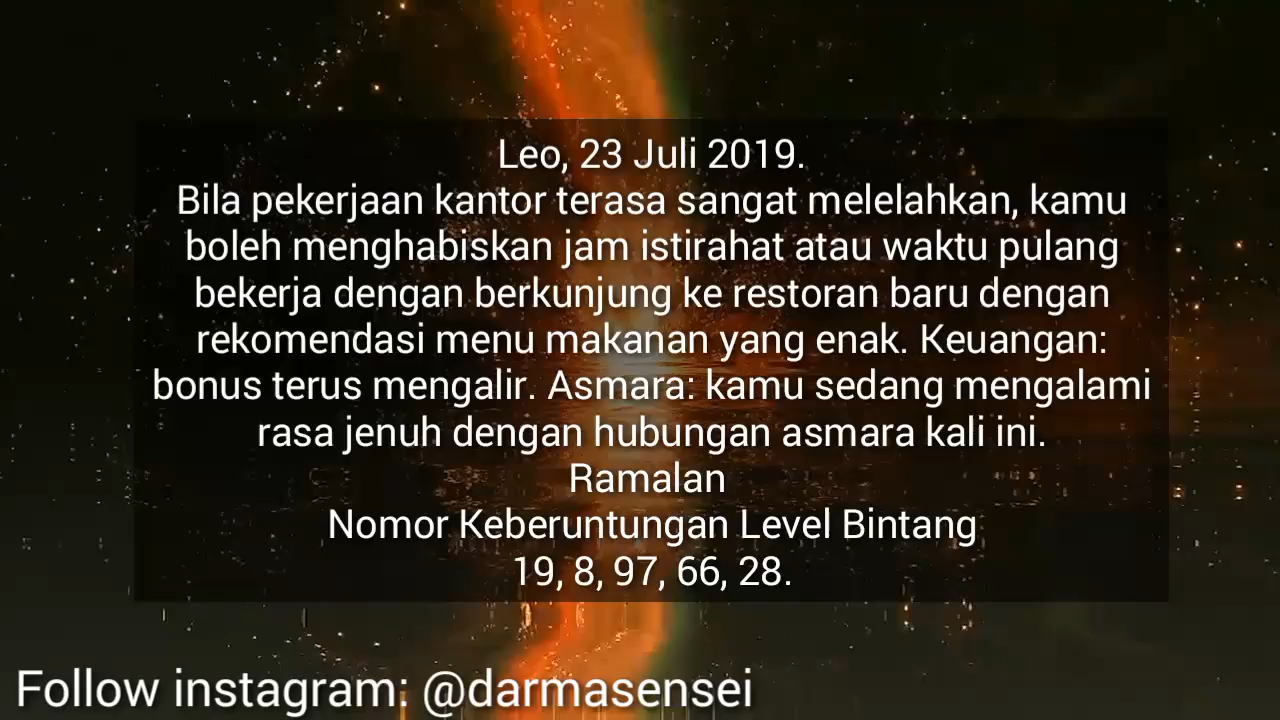 Leo, 23 Juli 2019.
Bila pekerjaan kantor terasa sangat melelahkan, kamu
boleh menghabiskan jam istirahat atau waktu pulang
bekerja dengan berkunjung ke restoran baru dengan
rekomendasi menu makanan yang enak. Keuangan:
bonus terus mengalir. Asmara: kamu sedang mengalami
rasa jenuh dengan hubungan asmara kali ini.
Ramalan
Nomor Keberuntungan Level Bintang
19, 8, 97, 66, 28.
Follow instagram: @darmasensei